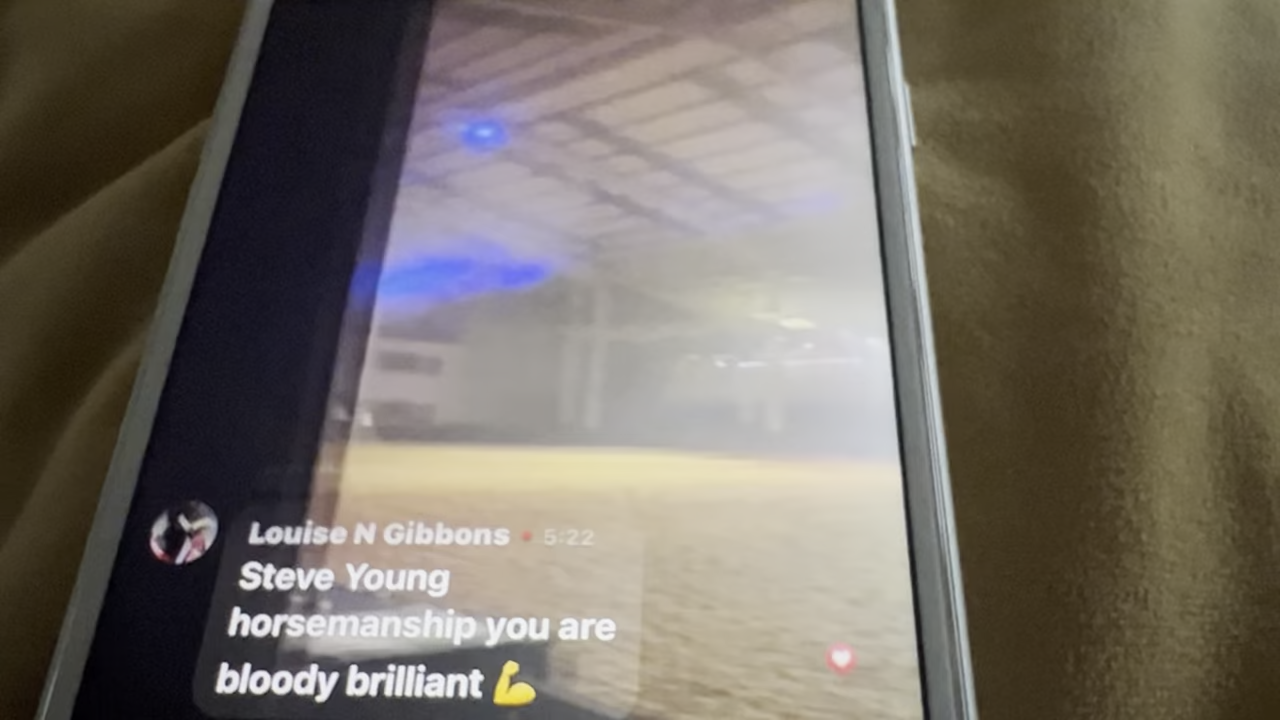 Louise N Gibbons • 5:22
Steve Young
horsemanship you are
bloody brilliant 💪